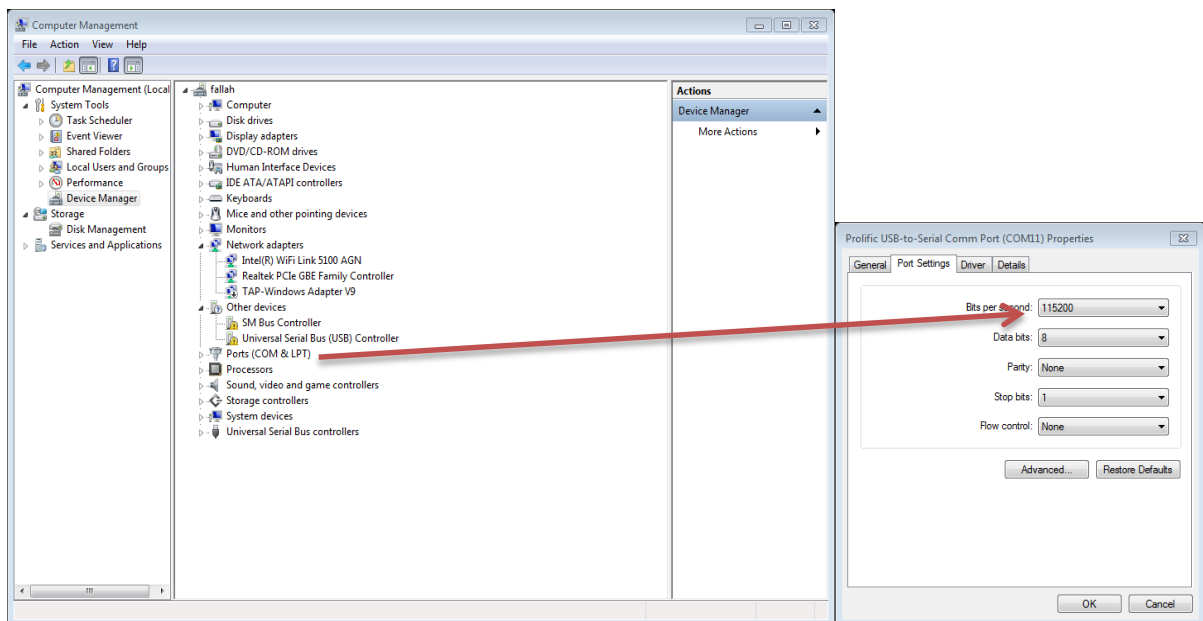 Computer Management
File Action View Help
Computer Management (Local
System Tools
Task Scheduler
Event Viewer
Shared Folders
Local Users and Groups
Performance
Device Manager
Storage
Disk Management
Services and Applications
fallah
Computer
Disk drives
Display adapters
DVD/CD-ROM drives
Human Interface Devices
IDE ATA/ATAPI controllers
Keyboards
Mice and other pointing devices
Monitors
Network adapters
Intel(R) WiFi Link 5100 AGN
Realtek PCIe GBE Family Controller
TAP-Windows Adapter V9
Other devices
SM Bus Controller
Universal Serial Bus (USB) Controller
Ports (COM & LPT)
Processors
Sound, video and game controllers
Storage controllers
System devices
Universal Serial Bus controllers
Actions
Device Manager
More Actions
Prolific USB-to-Serial Comm Port (COM11) Properties
General Port Settings Driver Details
Bits per second: 115200
Data bits: 8
Parity: None
Stop bits: 1
Flow control: None
Advanced... Restore Defaults
OK Cancel